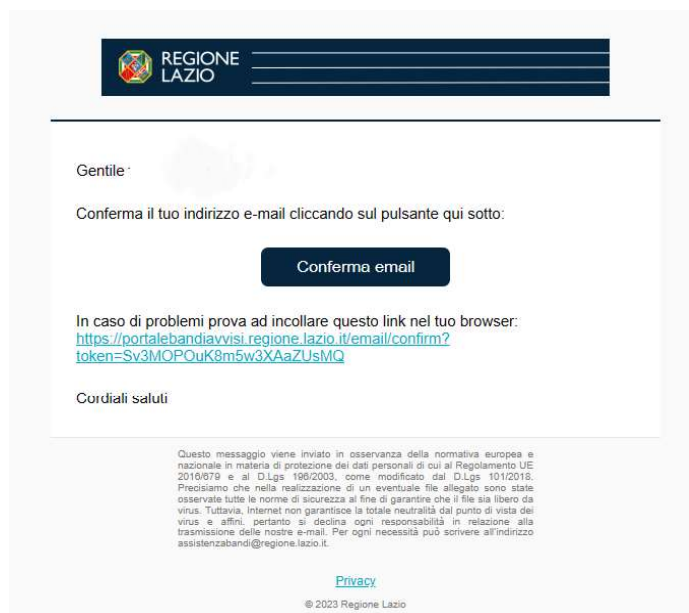 REGIONE
LAZIO
Gentile
Conferma il tuo indirizzo e-mail cliccando sul pulsante qui sotto:
Conferma email
In caso di problemi prova ad incollare questo link nel tuo browser:
https://portalebandiavvisi.regione.lazio.it/email/confirm?
token=Sv3MOPOuK8m5w3XAaZUsMQ
Cordiali saluti
Questo messaggio viene inviato in osservanza della normativa europea e
nazionale in materia di protezione dei dati personali di cui al Regolamento UE
2016/679 e al D.Lgs 196/2003, come modificato dal D.Lgs 101/2018.
Precisiamo che nella realizzazione di un eventuale file allegato sono state
osservate tutte le norme di sicurezza al fine di garantire che il file sia libero da
virus. Tuttavia, Internet non garantisce la totale neutralità dal punto di vista dei
virus e affini. pertanto si declina ogni responsabilità in relazione alla
trasmissione delle nostre e-mail. Per ogni necessità può scrivere all'indirizzo
assistenzabandi@regione.lazio.it.
Privacy
© 2023 Regione Lazio